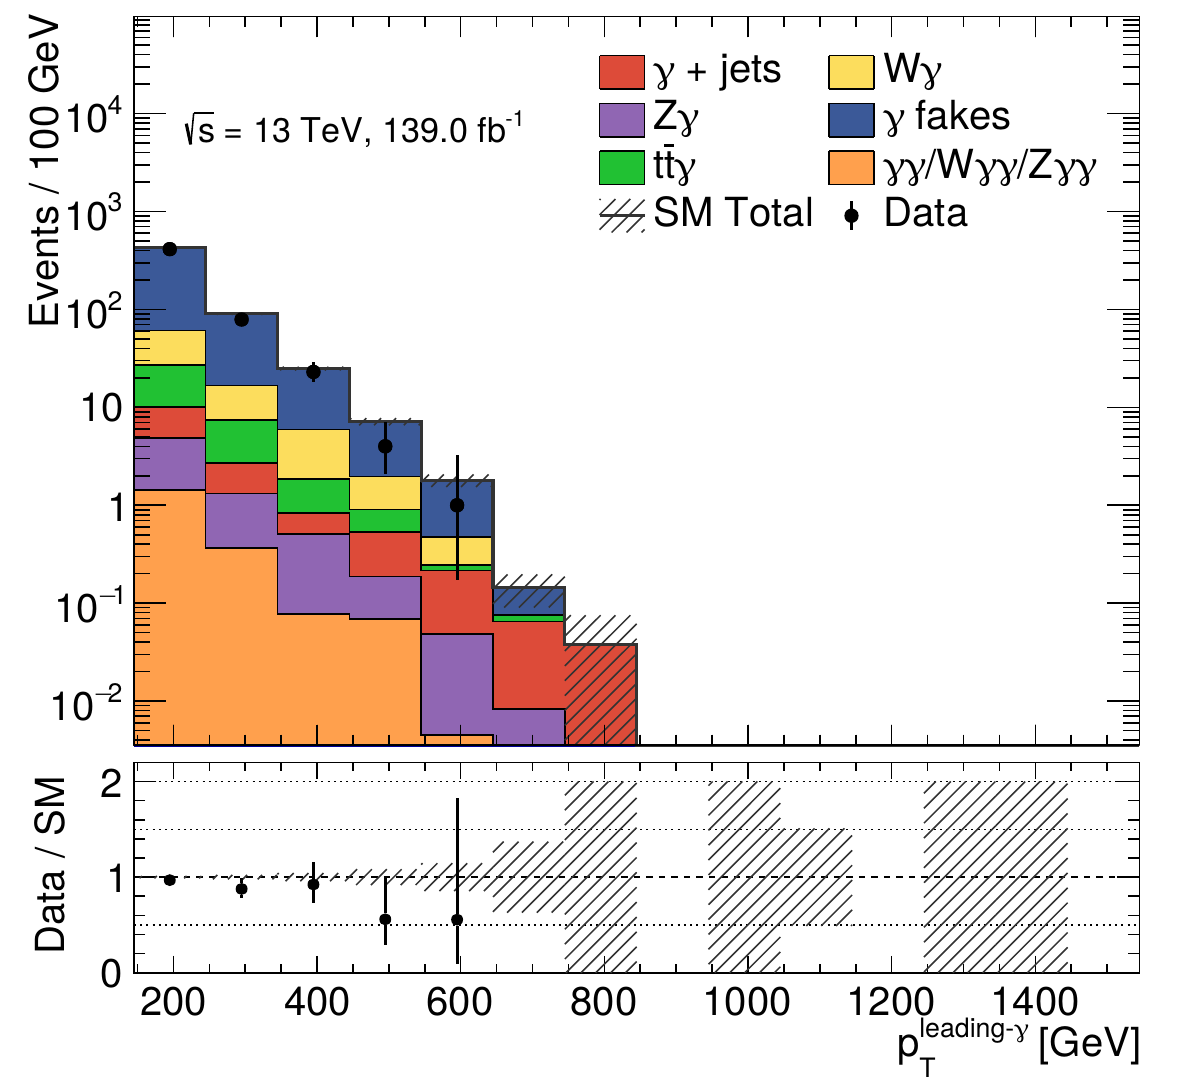 Events / 100 GeV
10⁴
10³
10²
10
1
10⁻¹
10⁻²
√s = 13 TeV, 139.0 fb⁻¹
γ + jets
Wγ
Zγ
γ fakes
tt̄γ
γγ/Wγγ/Zγγ
SM Total
Data
Data / SM
2
1
0
200 400 600 800 1000 1200 1400
p_T^leading-γ [GeV]